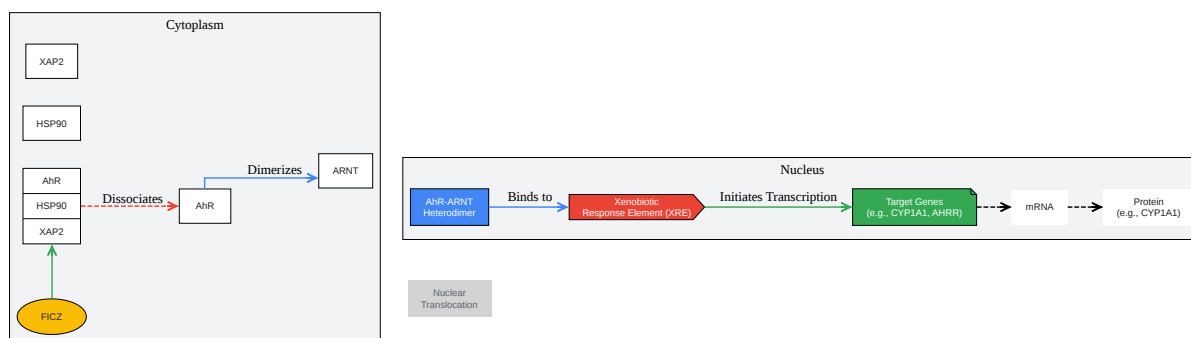 Cytoplasm
XAP2
HSP90
AhR
HSP90
XAP2
Dissociates
AhR
Dimerizes
ARNT
FICZ
Nucleus
AhR-ARNT
Heterodimer
Binds to
Xenobiotic
Response Element (XRE)
Initiates Transcription
Target Genes
(e.g., CYP1A1, AHRR)
mRNA
Protein
(e.g., CYP1A1)
Nuclear
Translocation